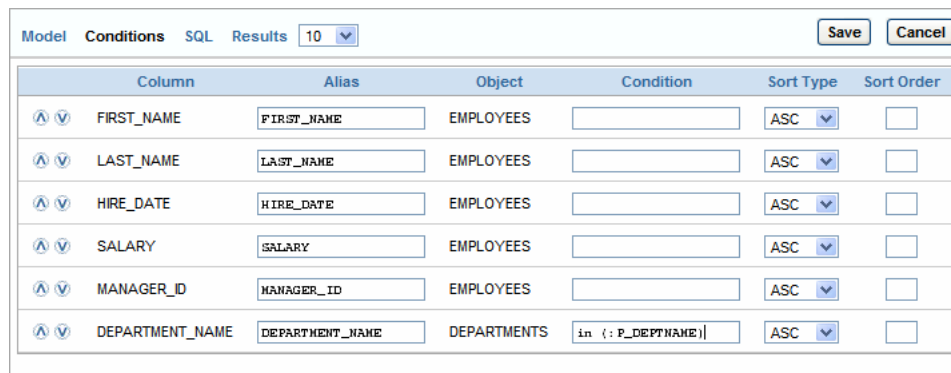 Model Conditions SQL Results 10 Save Cancel
Column Alias Object Condition Sort Type Sort Order
FIRST_NAME FIRST_NAME EMPLOYEES ASC
LAST_NAME LAST_NAME EMPLOYEES ASC
HIRE_DATE HIRE_DATE EMPLOYEES ASC
SALARY SALARY EMPLOYEES ASC
MANAGER_ID MANAGER_ID EMPLOYEES ASC
DEPARTMENT_NAME DEPARTMENT_NAME DEPARTMENTS in (:P_DEPTNAME) ASC